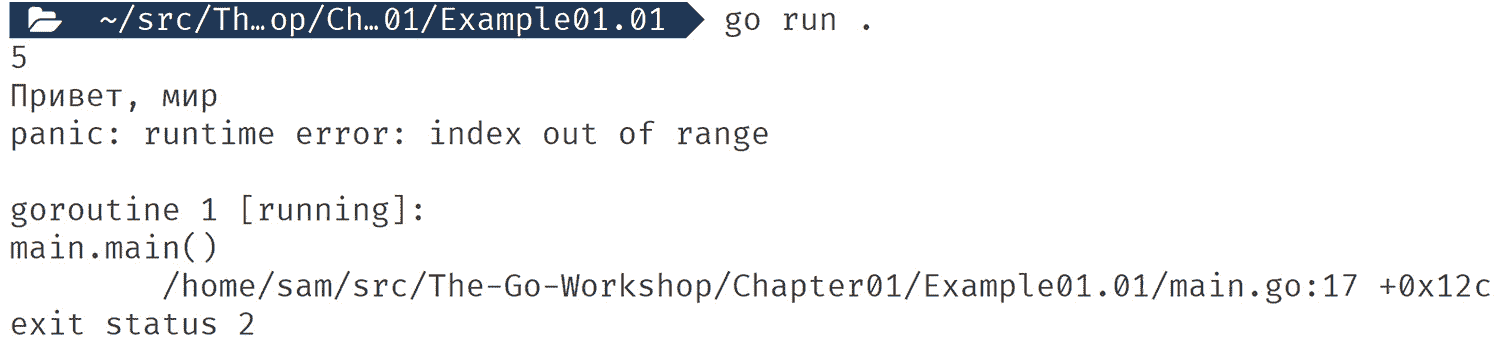 ~/src/Th…op/Ch…01/Example01.01 go run .
5
Привет, мир
panic: runtime error: index out of range
goroutine 1 [running]:
main.main()
/home/sam/src/The-Go-Workshop/Chapter01/Example01.01/main.go:17 +0x12c
exit status 2